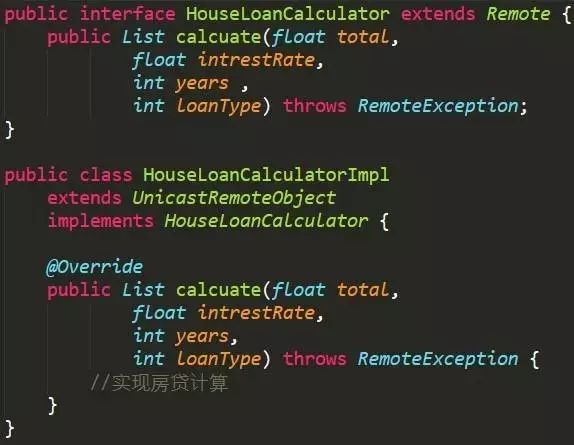 public interface HouseLoanCalculator extends Remote {
    public List calcuate(float total,
            float intrestRate,
            int years ,
            int loanType) throws RemoteException;
}

public class HouseLoanCalculatorImpl
    extends UnicastRemoteObject
    implements HouseLoanCalculator {

    @Override
    public List calcuate(float total,
            float intrestRate,
            int years,
            int loanType) throws RemoteException {
        //实现房贷计算
    }
}